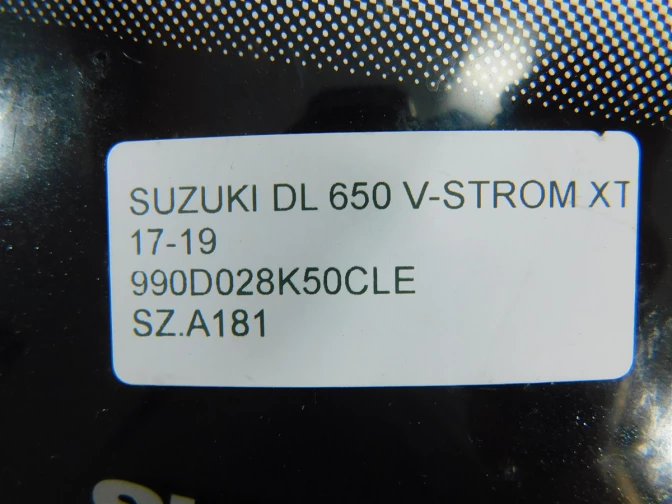 SUZUKI DL 650 V-STROM XT
17-19
990D028K50CLE
SZ.A181